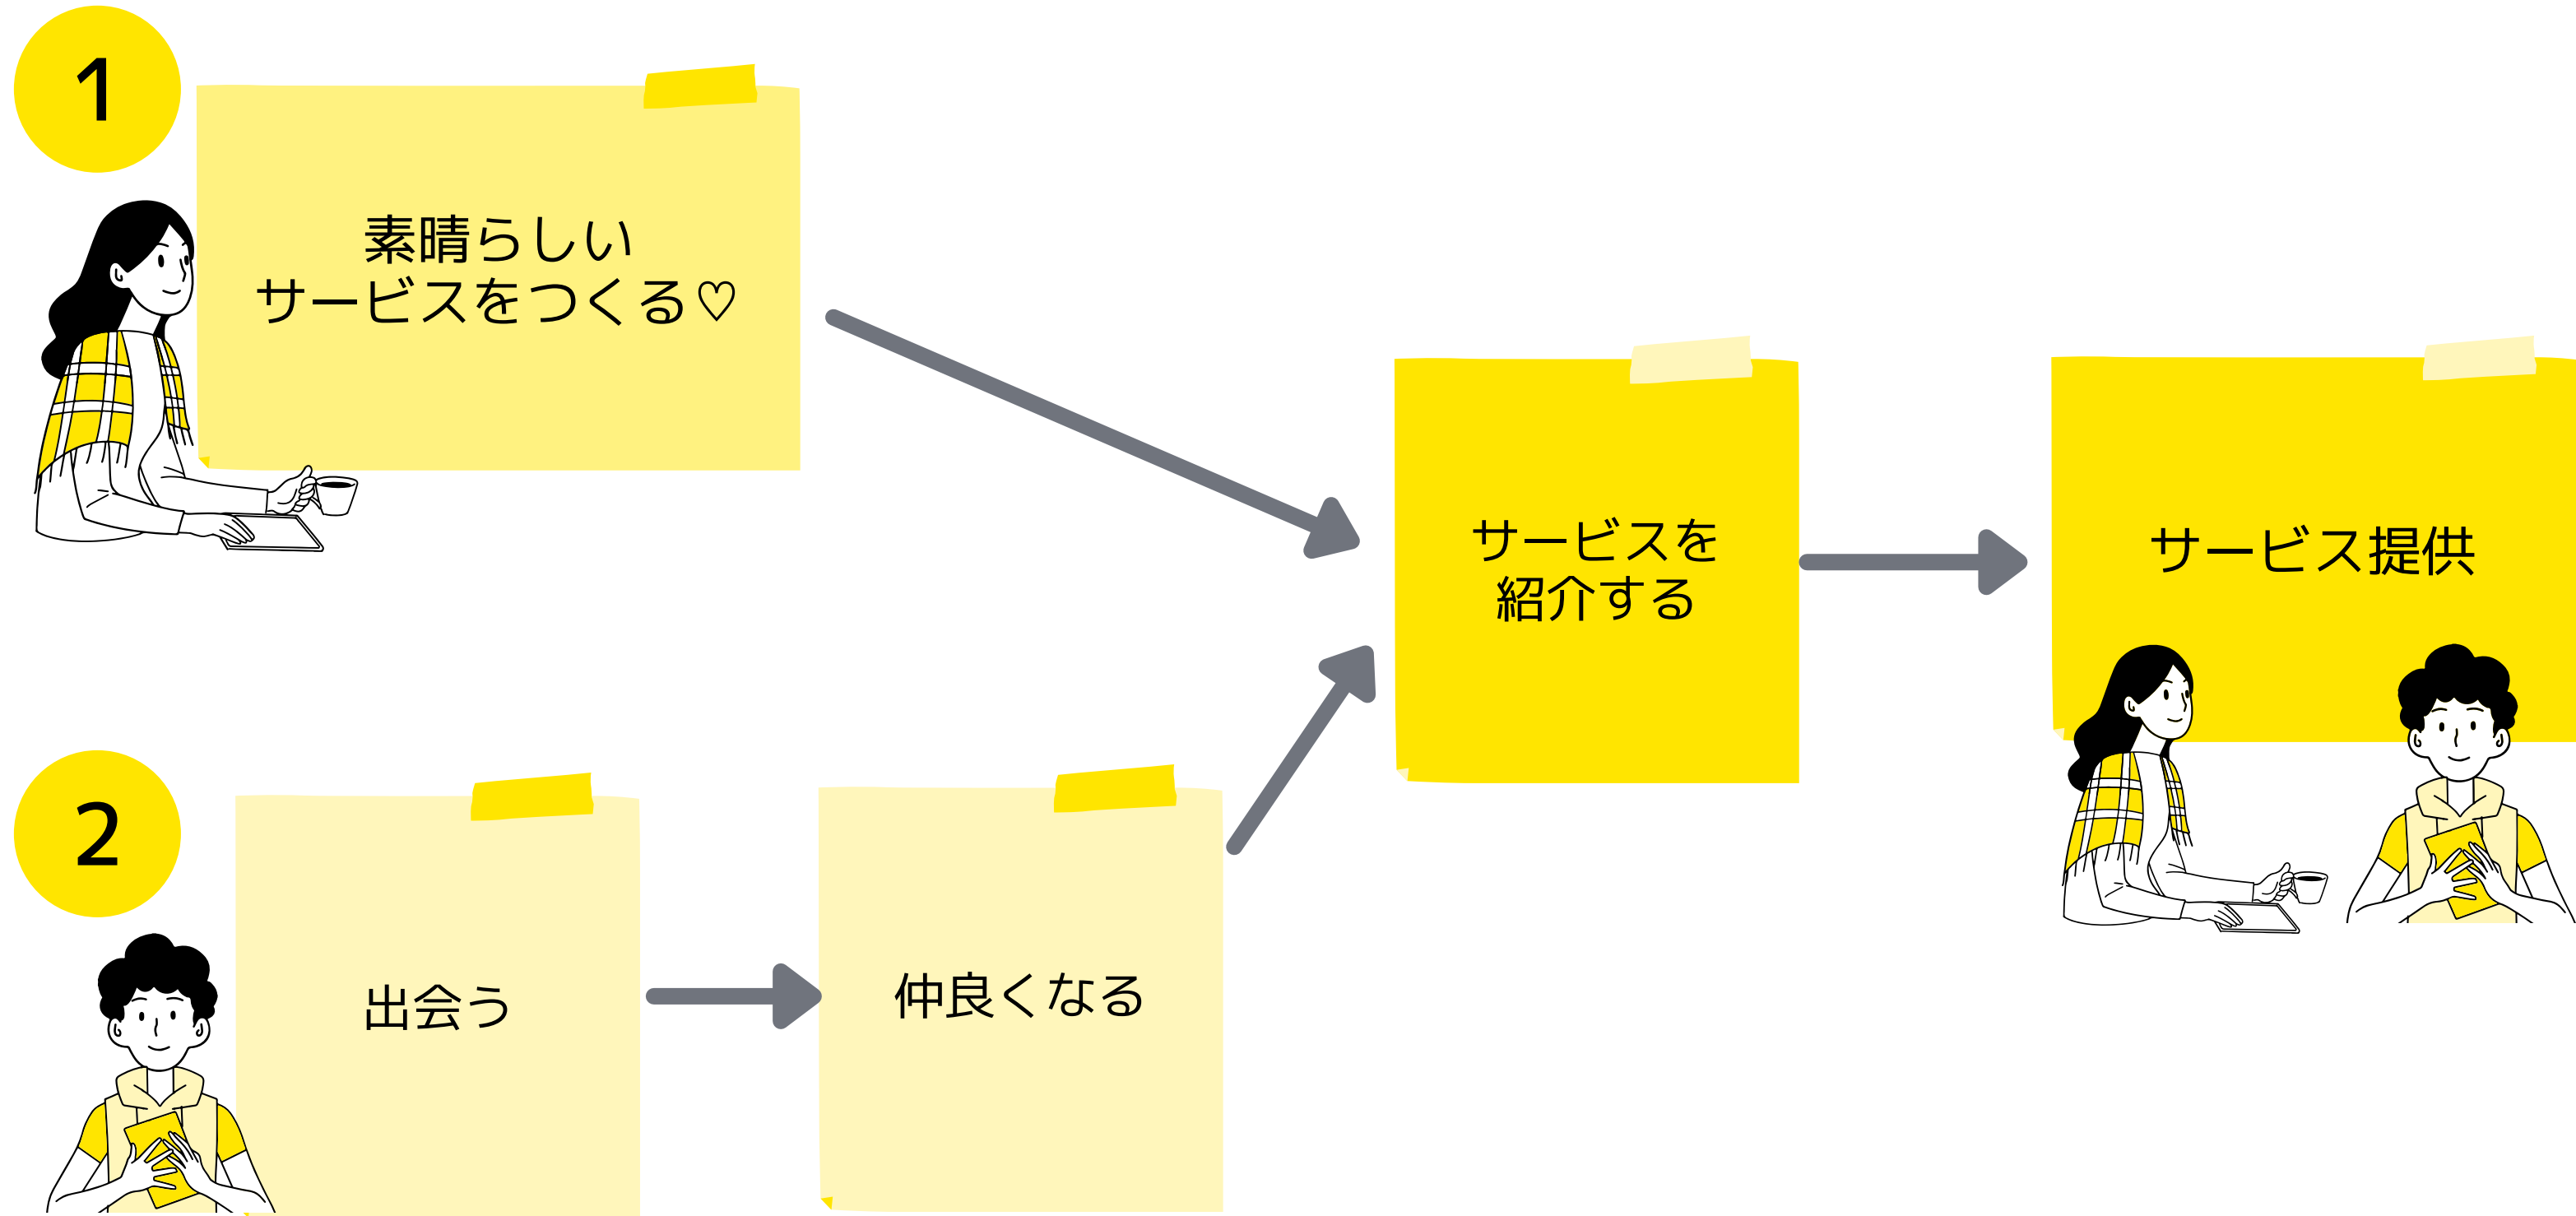 1
素晴らしい
サービスをつくる♡
サービスを
紹介する
サービス提供
2
出会う
仲良くなる